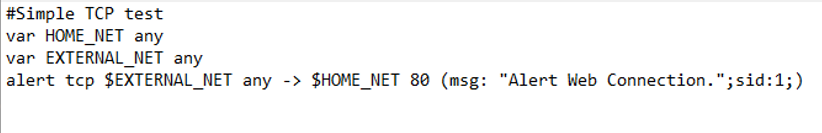 #Simple TCP test
var HOME_NET any
var EXTERNAL_NET any
alert tcp $EXTERNAL_NET any -> $HOME_NET 80 (msg: "Alert Web Connection.";sid:1;)